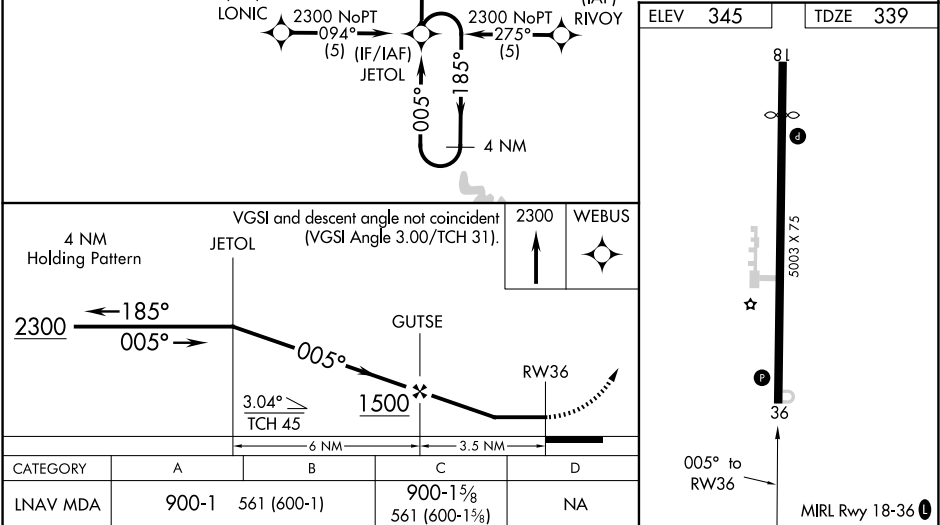 LONIC
2300 NoPT
094°
(5)
(IF/IAF)
JETOL
2300 NoPT
275°
(5)
(IAF)
RIVOY
005°
185°
4 NM
ELEV 345
TDZE 339
18
P
5003 X 75
P
36
005° to
RW36
MIRL Rwy 18-36 L
VGSI and descent angle not coincident
(VGSI Angle 3.00/TCH 31).
2300
WEBUS
4 NM
Holding Pattern
JETOL
185°
2300
005°
005°
GUTSE
RW36
3.04°
TCH 45
1500
6 NM
3.5 NM
CATEGORY A B C D
LNAV MDA 900-1 561 (600-1) 900-1⅝ NA
561 (600-1⅝)